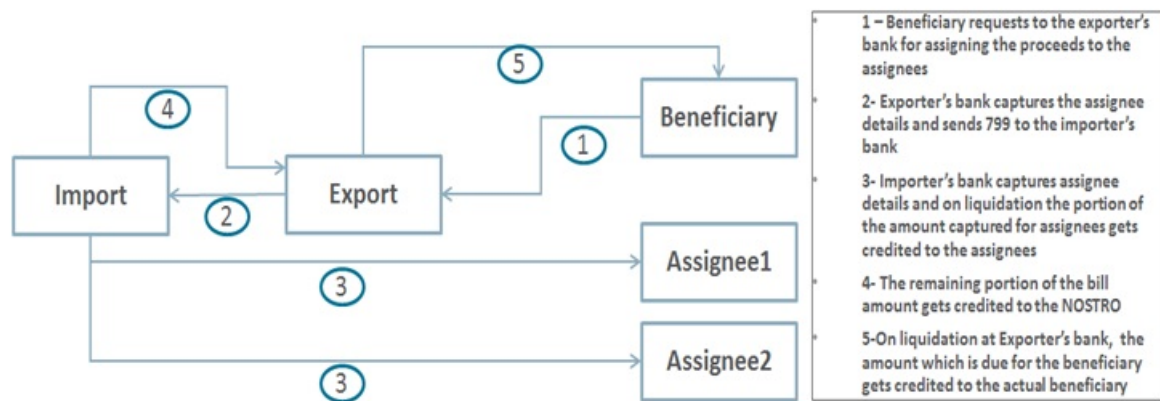 5
4
Beneficiary
1
Import
Export
2
Assignee1
3
Assignee2
3
1 – Beneficiary requests to the exporter's
bank for assigning the proceeds to the
assignees
2- Exporter's bank captures the assignee
details and sends 799 to the importer's
bank
3- Importer's bank captures assignee
details and on liquidation the portion of
the amount captured for assignees gets
credited to the assignees
4- The remaining portion of the bill
amount gets credited to the NOSTRO
5-On liquidation at Exporter's bank, the
amount which is due for the beneficiary
gets credited to the actual beneficiary